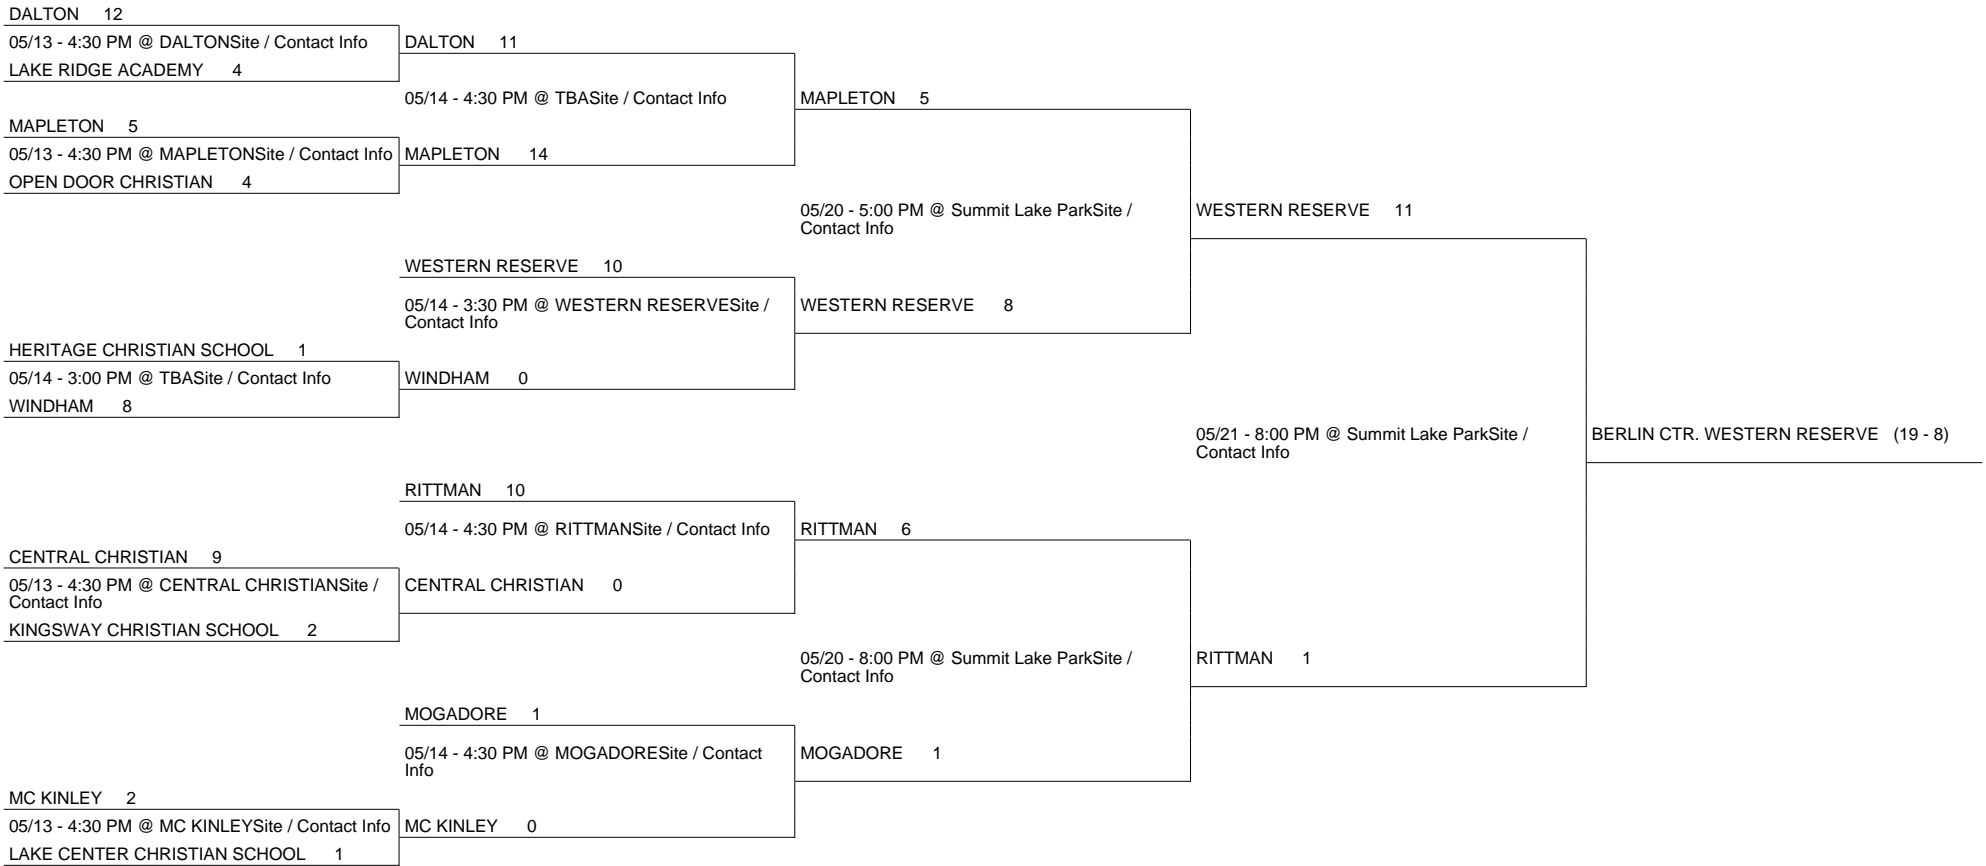 DALTON 12
05/13 - 4:30 PM @ DALTONSite / Contact Info
LAKE RIDGE ACADEMY 4
MAPLETON 5
05/13 - 4:30 PM @ MAPLETONSite / Contact Info
OPEN DOOR CHRISTIAN 4
HERITAGE CHRISTIAN SCHOOL 1
05/14 - 3:00 PM @ TBASite / Contact Info
WINDHAM 8
CENTRAL CHRISTIAN 9
05/13 - 4:30 PM @ CENTRAL CHRISTIANSite /
Contact Info
KINGSWAY CHRISTIAN SCHOOL 2
MC KINLEY 2
05/13 - 4:30 PM @ MC KINLEYSite / Contact Info
LAKE CENTER CHRISTIAN SCHOOL 1
DALTON 11
05/14 - 4:30 PM @ TBASite / Contact Info
MAPLETON 14
WESTERN RESERVE 10
05/14 - 3:30 PM @ WESTERN RESERVESite /
Contact Info
WINDHAM 0
RITTMAN 10
05/14 - 4:30 PM @ RITTMANSite / Contact Info
CENTRAL CHRISTIAN 0
MOGADORE 1
05/14 - 4:30 PM @ MOGADORESite / Contact
Info
MC KINLEY 0
MAPLETON 5
05/20 - 5:00 PM @ Summit Lake ParkSite /
Contact Info
WESTERN RESERVE 8
RITTMAN 6
05/20 - 8:00 PM @ Summit Lake ParkSite /
Contact Info
MOGADORE 1
WESTERN RESERVE 11
05/21 - 8:00 PM @ Summit Lake ParkSite /
Contact Info
RITTMAN 1
BERLIN CTR. WESTERN RESERVE (19 - 8)